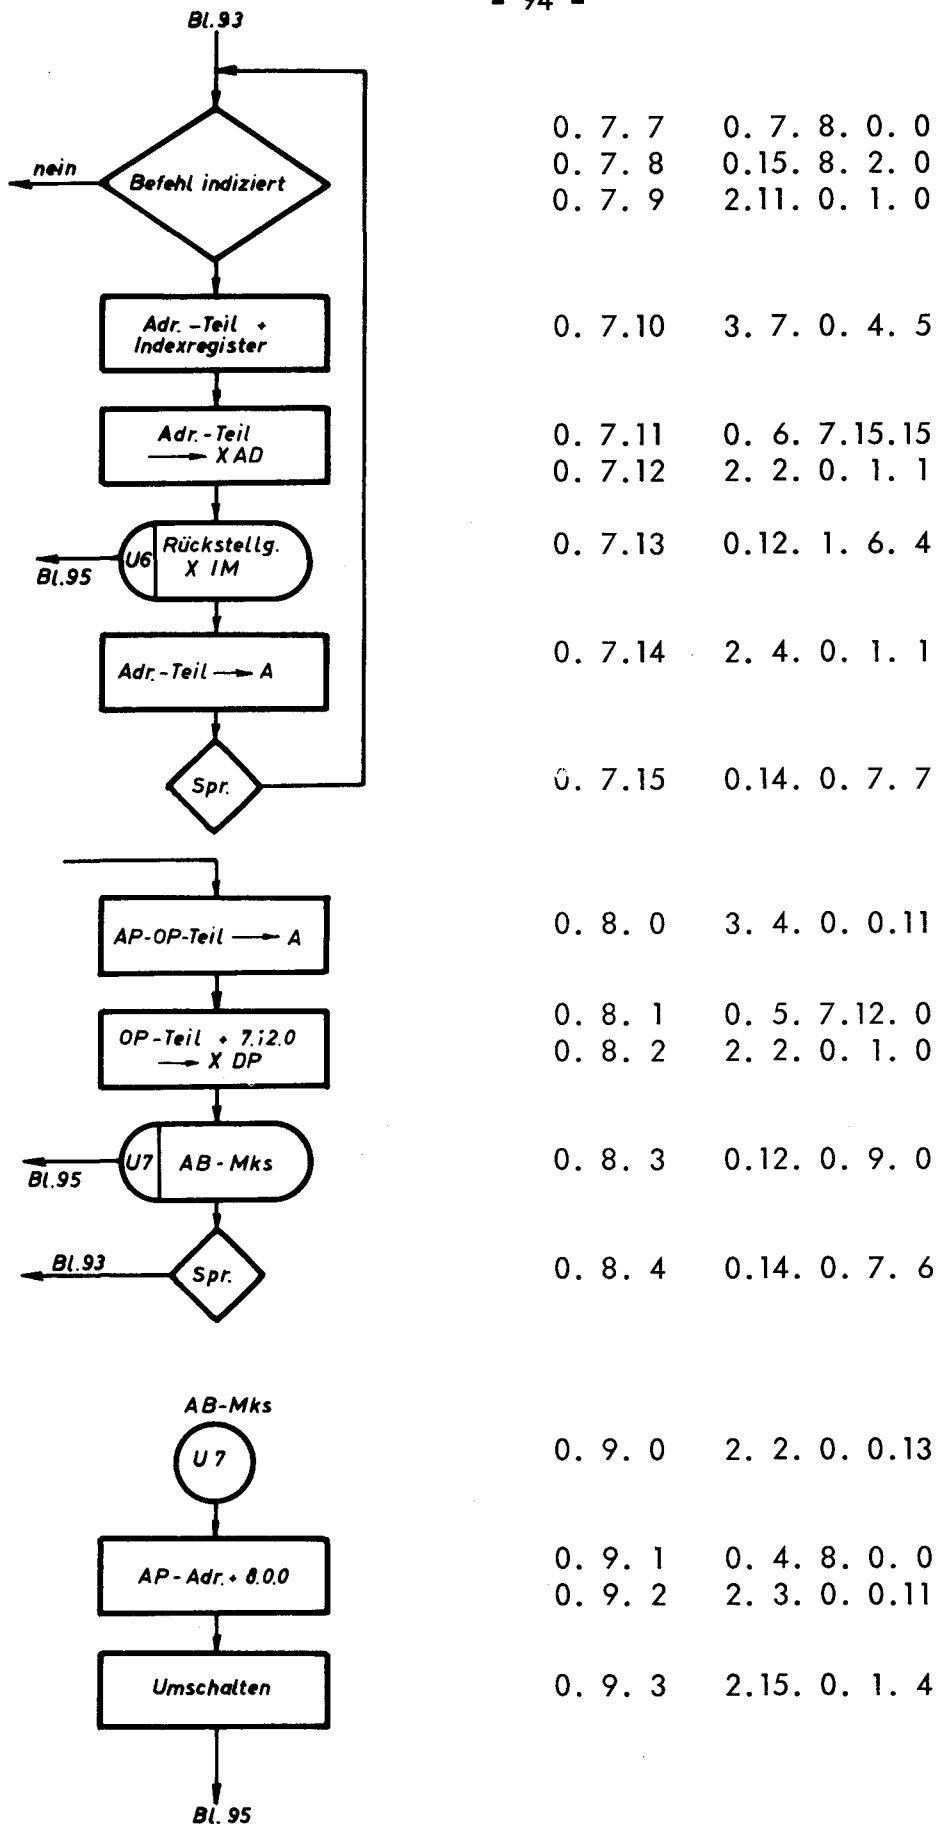 - 94 -
Bl.93
nein
Befehl indiziert
0. 7. 7 0. 7. 8. 0. 0
0. 7. 8 0.15. 8. 2. 0
0. 7. 9 2.11. 0. 1. 0
Adr.-Teil +
Indexregister
0. 7.10 3. 7. 0. 4. 5
Adr.-Teil
→ X AD
0. 7.11 0. 6. 7.15.15
0. 7.12 2. 2. 0. 1. 1
Bl.95
U6
Rückstellg.
X IM
0. 7.13 0.12. 1. 6. 4
Adr.-Teil → A
0. 7.14 2. 4. 0. 1. 1
Spr.
0. 7.15 0.14. 0. 7. 7
AP-OP-Teil → A
0. 8. 0 3. 4. 0. 0.11
OP-Teil + 7.12.0
→ X DP
0. 8. 1 0. 5. 7.12. 0
0. 8. 2 2. 2. 0. 1. 0
Bl.95
U7
AB-Mks
0. 8. 3 0.12. 0. 9. 0
Bl.93
Spr.
0. 8. 4 0.14. 0. 7. 6
AB-Mks
U 7
0. 9. 0 2. 2. 0. 0.13
AP-Adr. + 8.0.0
0. 9. 1 0. 4. 8. 0. 0
0. 9. 2 2. 3. 0. 0.11
Umschalten
0. 9. 3 2.15. 0. 1. 4
Bl.95